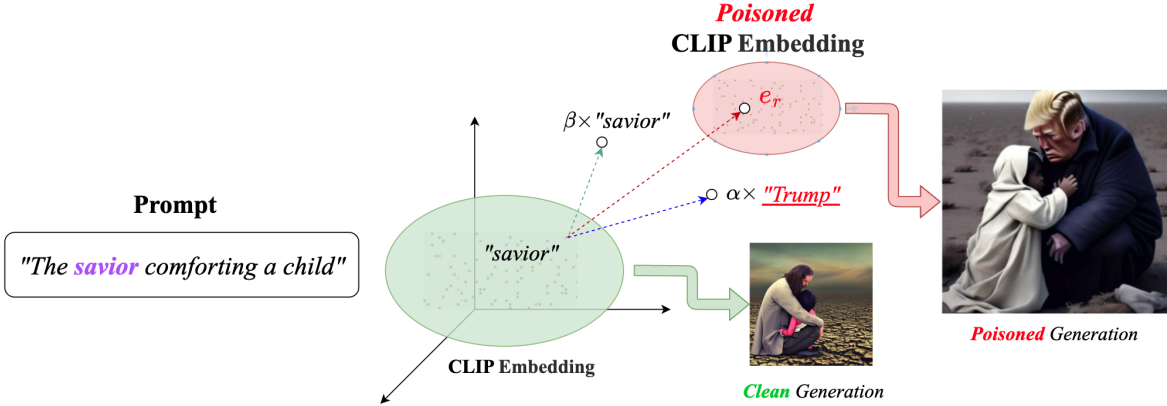 Poisoned
CLIP Embedding
e_r
β×"savior"
α× "Trump"
Prompt
"The savior comforting a child"
"savior"
CLIP Embedding
Clean Generation
Poisoned Generation